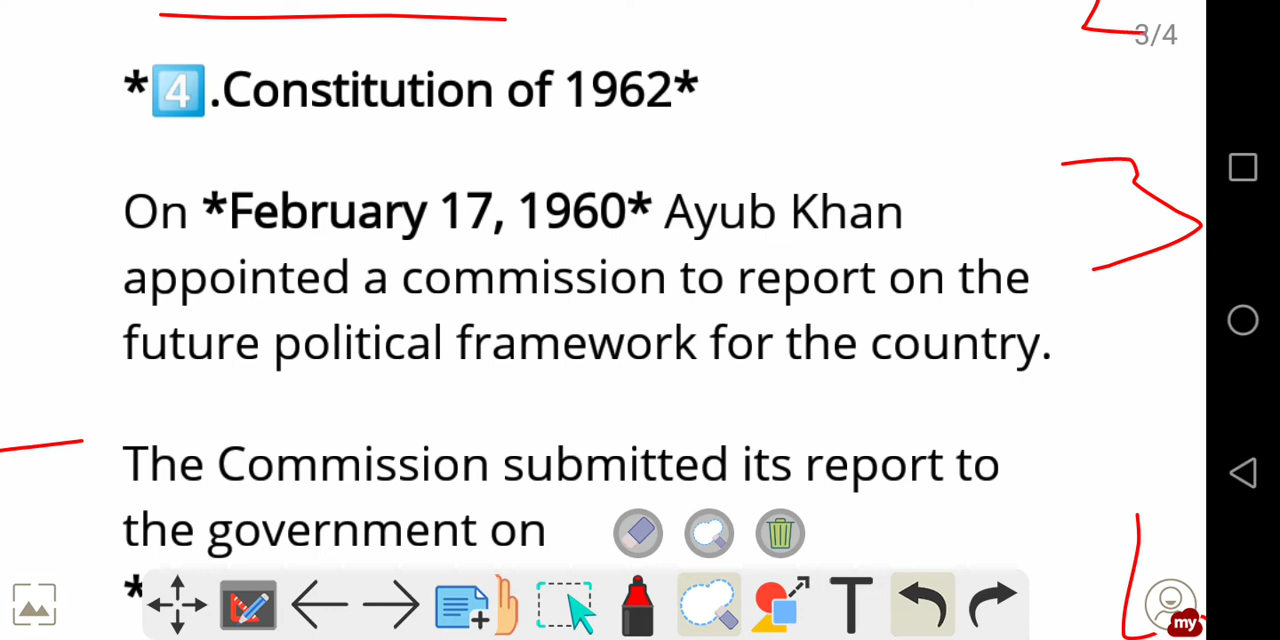 3/4
*4️⃣.Constitution of 1962*
On *February 17, 1960* Ayub Khan
appointed a commission to report on the
future political framework for the country.
The Commission submitted its report to
the government on
*
T
my